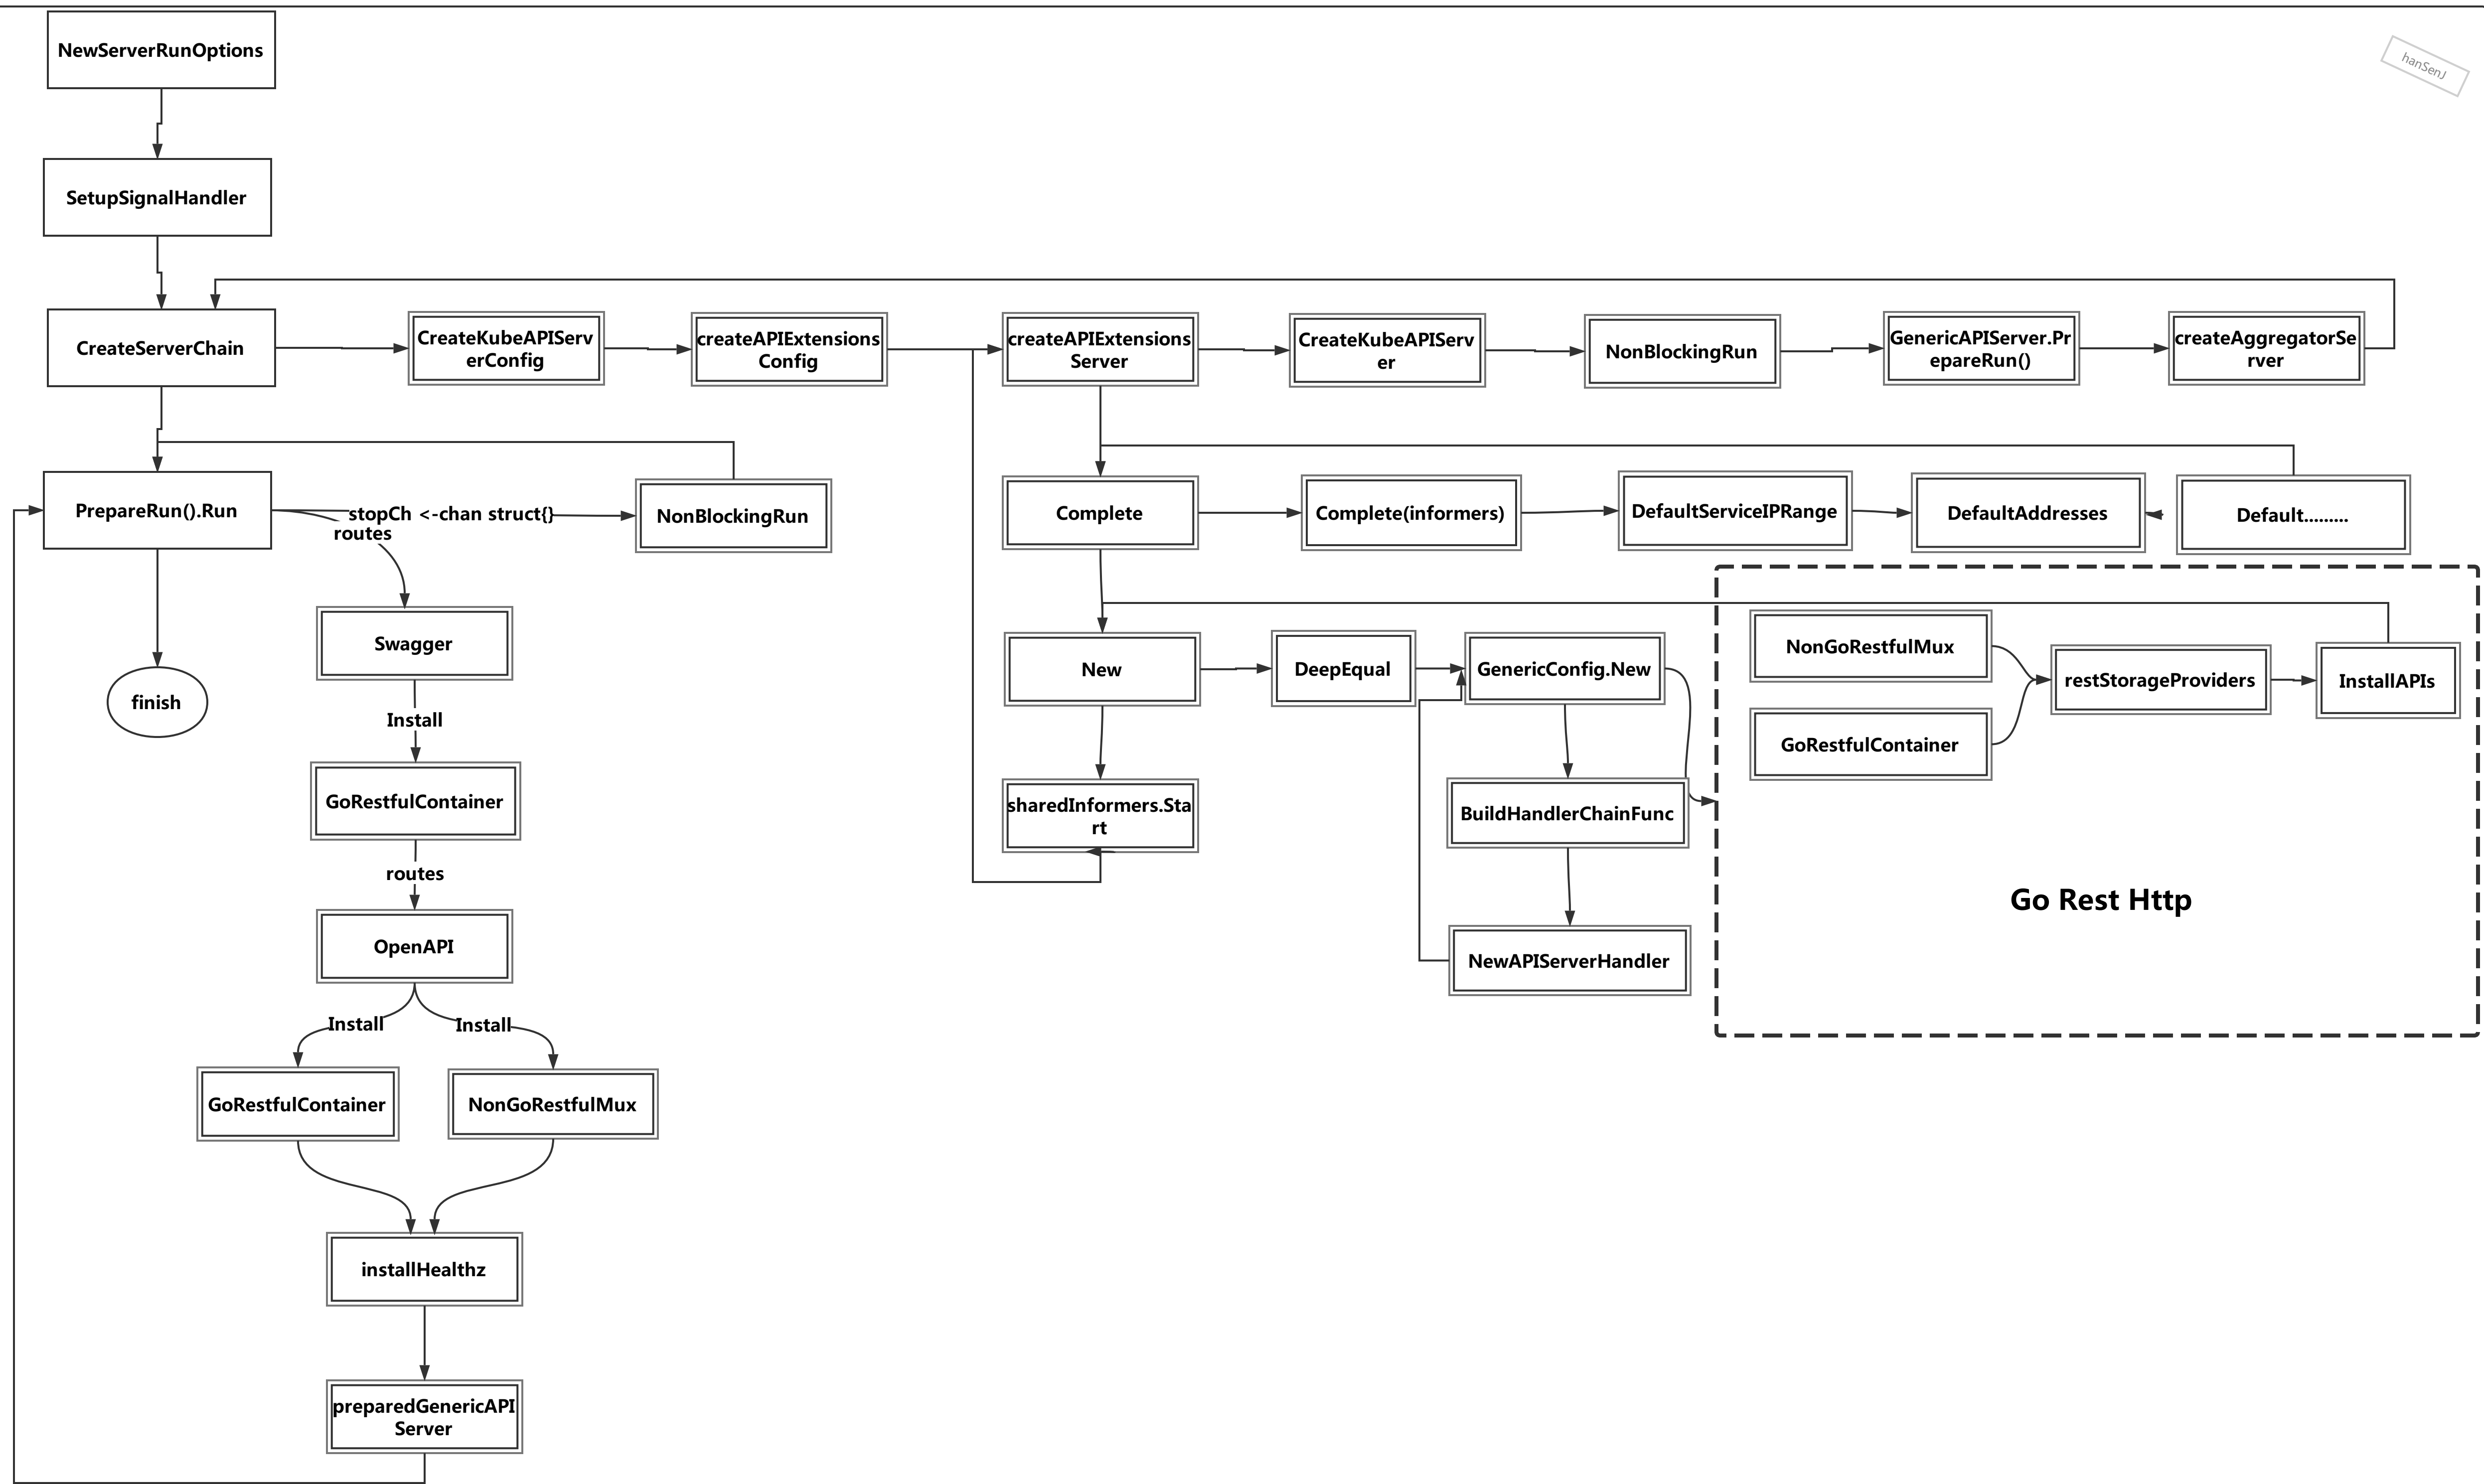 NewServerRunOptions
hanSenJ
SetupSignalHandler
CreateServerChain
CreateKubeAPIServ
erConfig
createAPIExtensions
Config
createAPIExtensions
Server
CreateKubeAPIServ
er
NonBlockingRun
GenericAPIServer.Pr
epareRun()
createAggregatorSe
rver
PrepareRun().Run
stopCh <-chan struct{}
routes
NonBlockingRun
Complete
Complete(informers)
DefaultServiceIPRange
DefaultAddresses
Default.........
finish
Swagger
Install
GoRestfulContainer
routes
OpenAPI
Install
Install
GoRestfulContainer
NonGoRestfulMux
installHealthz
preparedGenericAPI
Server
New
DeepEqual
GenericConfig.New
sharedInformers.Sta
rt
BuildHandlerChainFunc
NewAPIServerHandler
NonGoRestfulMux
GoRestfulContainer
restStorageProviders
InstallAPIs
Go Rest Http